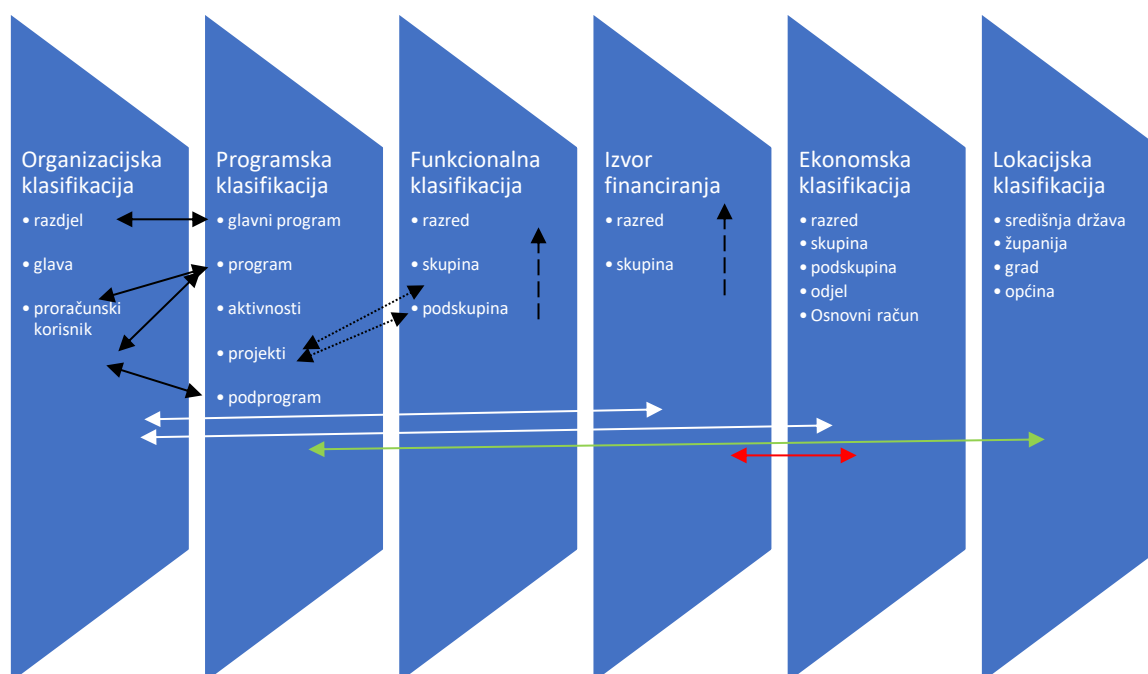 Organizacijska
klasifikacija
• razdjel
• glava
• proračunski
korisnik
Programska
klasifikacija
• glavni program
• program
• aktivnosti
• projekti
• podprogram
Funkcionalna
klasifikacija
• razred
• skupina
• podskupina
Izvor
financiranja
• razred
• skupina
Ekonomska
klasifikacija
• razred
• skupina
• podskupina
• odjel
• Osnovni račun
Lokacijska
klasifikacija
• središnja država
• županija
• grad
• općina